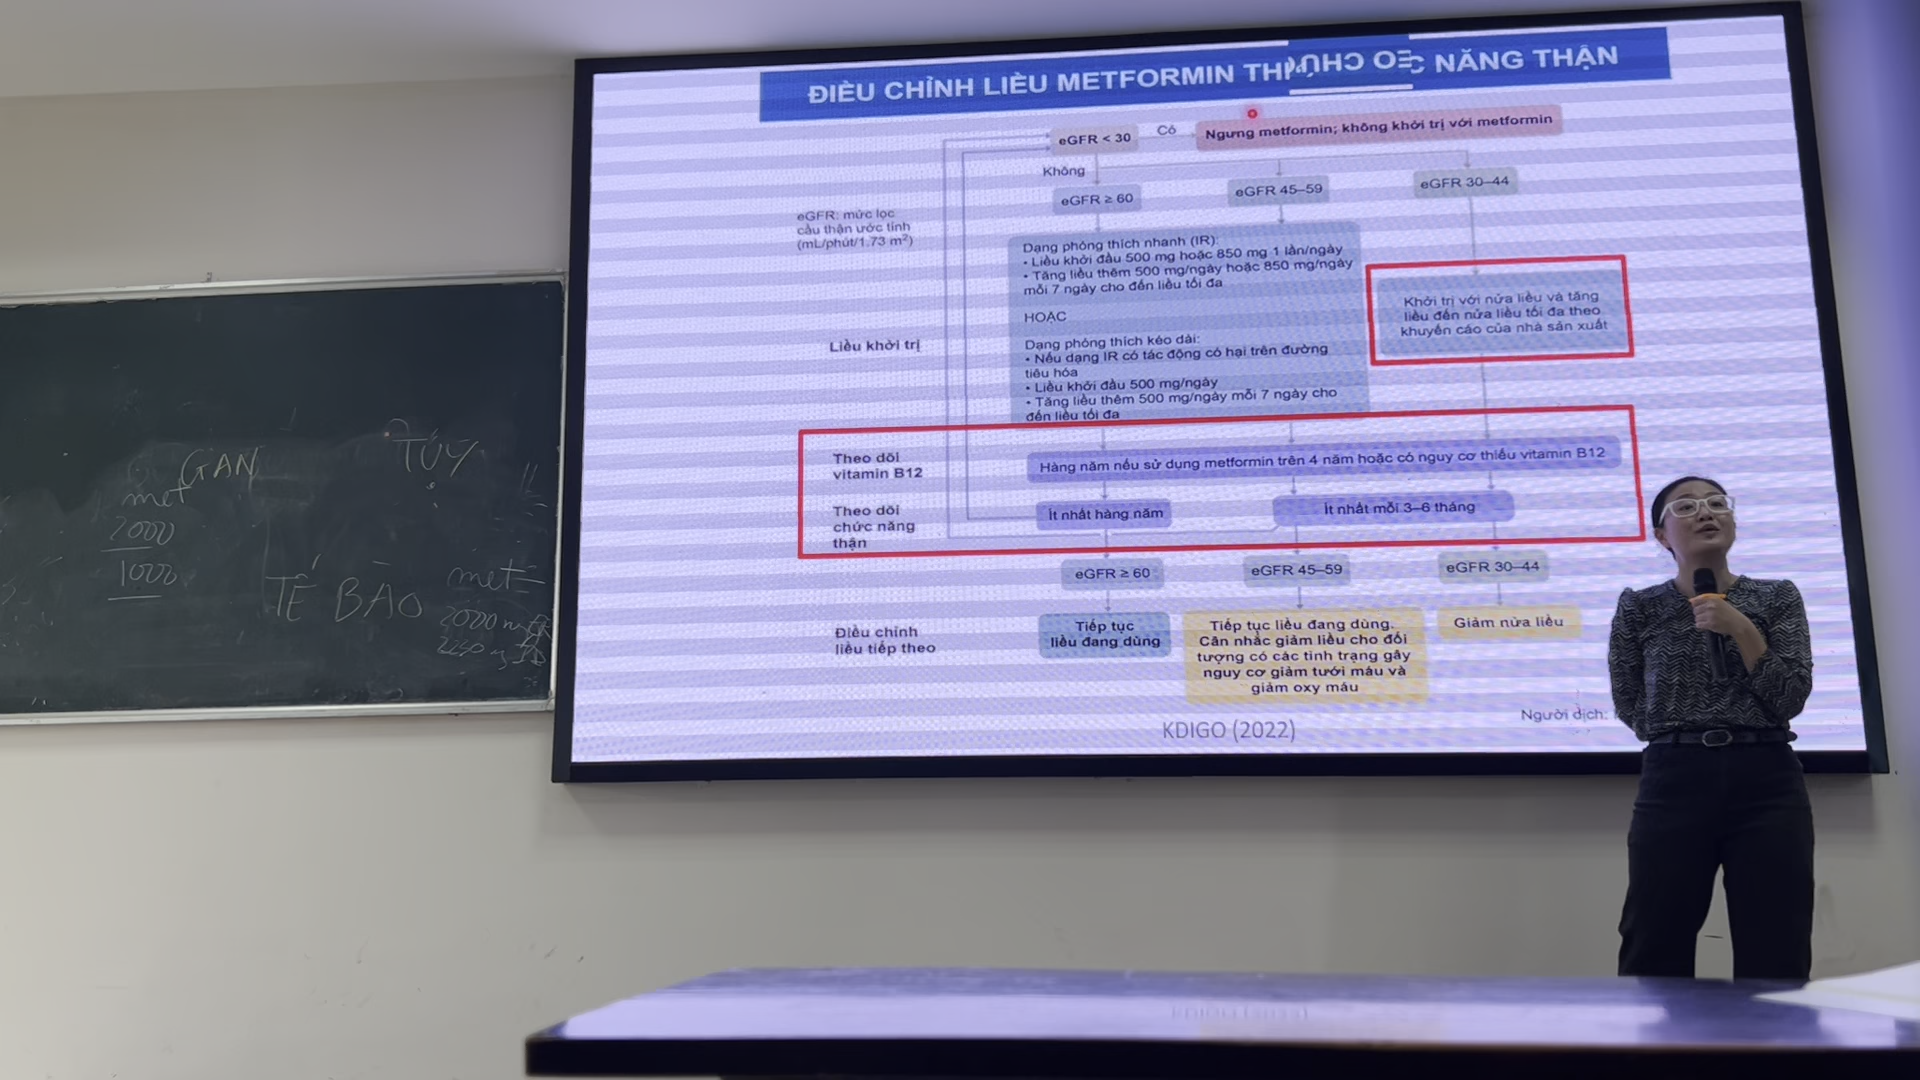 ĐIỀU CHỈNH LIỀU METFORMIN THEO CHỨC NĂNG THẬN
eGFR < 30
Có
Ngưng metformin; không khởi trị với metformin
Không
eGFR ≥ 60
eGFR 45–59
eGFR 30–44
eGFR: mức lọc
cầu thận ước tính
(mL/phút/1.73 m²)
Liều khởi trị
Dạng phóng thích nhanh (IR):
• Liều khởi đầu 500 mg hoặc 850 mg 1 lần/ngày
• Tăng liều thêm 500 mg/ngày hoặc 850 mg/ngày
mỗi 7 ngày cho đến liều tối đa
HOẶC
Dạng phóng thích kéo dài:
• Nếu dạng IR có tác động có hại trên đường
tiêu hóa
• Liều khởi đầu 500 mg/ngày
• Tăng liều thêm 500 mg/ngày mỗi 7 ngày cho
đến liều tối đa
Khởi trị với nửa liều và tăng
liều đến nửa liều tối đa theo
khuyến cáo của nhà sản xuất
Theo dõi
vitamin B12
Hàng năm nếu sử dụng metformin trên 4 năm hoặc có nguy cơ thiếu vitamin B12
Theo dõi
chức năng
thận
Ít nhất hàng năm
Ít nhất mỗi 3–6 tháng
eGFR ≥ 60
eGFR 45–59
eGFR 30–44
Điều chỉnh
liều tiếp theo
Tiếp tục
liều đang dùng
Tiếp tục liều đang dùng.
Cân nhắc giảm liều cho đối
tượng có các tình trạng gây
nguy cơ giảm tưới máu và
giảm oxy máu
Giảm nửa liều
KDIGO (2022)
Người dịch:
GAN
TỤY
met
2000
1000
TẾ BÀO
met
2000 mg